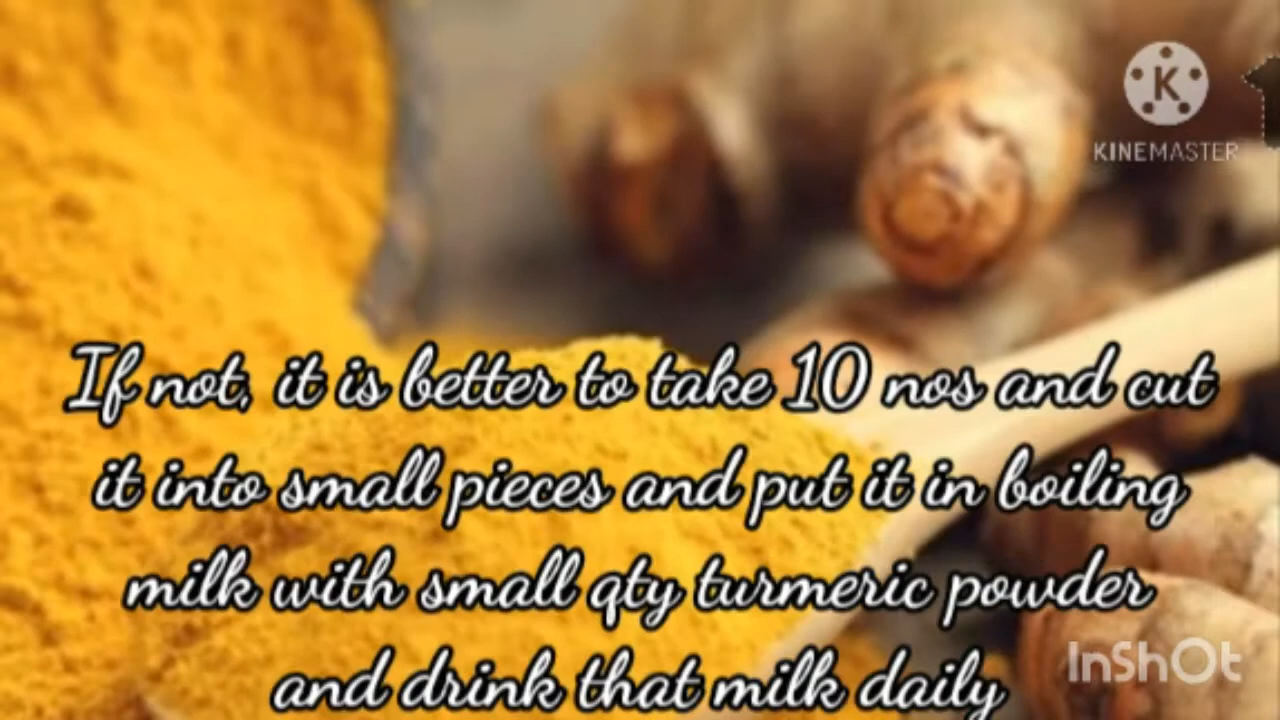 K
KINEMASTER
If not, it is better to take 10 nos and cut
it into small pieces and put it in boiling
milk with small qty turmeric powder
and drink that milk daily
InShOt